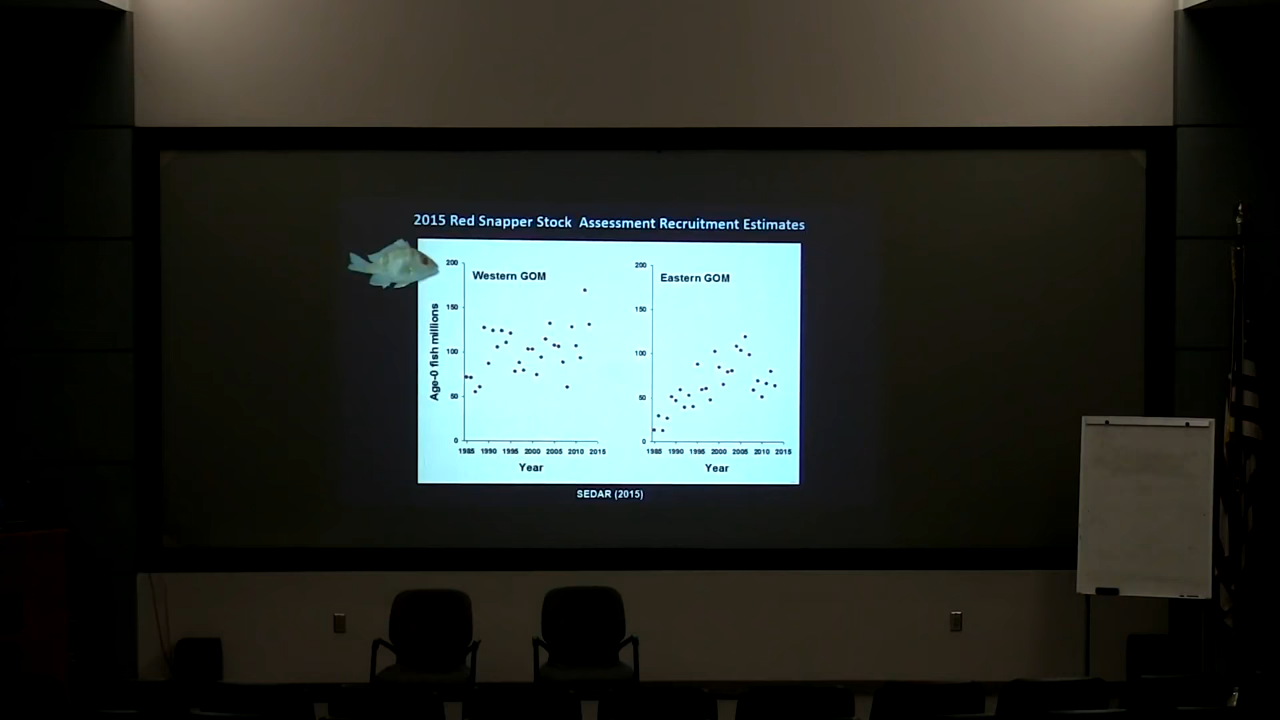 2015 Red Snapper Stock Assessment Recruitment Estimates
Western GOM
Age-0 fish millions
200
150
100
50
0
1985 1990 1995 2000 2005 2010 2015
Year
Eastern GOM
200
150
100
50
0
1985 1990 1995 2000 2005 2010 2015
Year
SEDAR (2015)